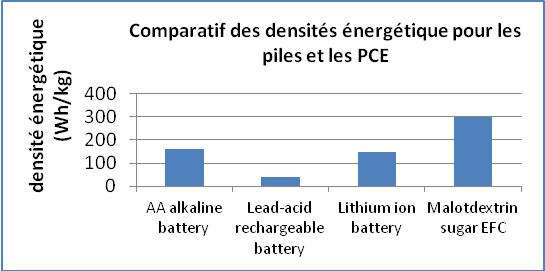 Comparatif des densités énergétique pour les
piles et les PCE
densité énergétique
(Wh/kg)
400
300
200
100
0
AA alkaline
battery
Lead-acid
rechargeable
battery
Lithium ion
battery
Malotdextrin
sugar EFC